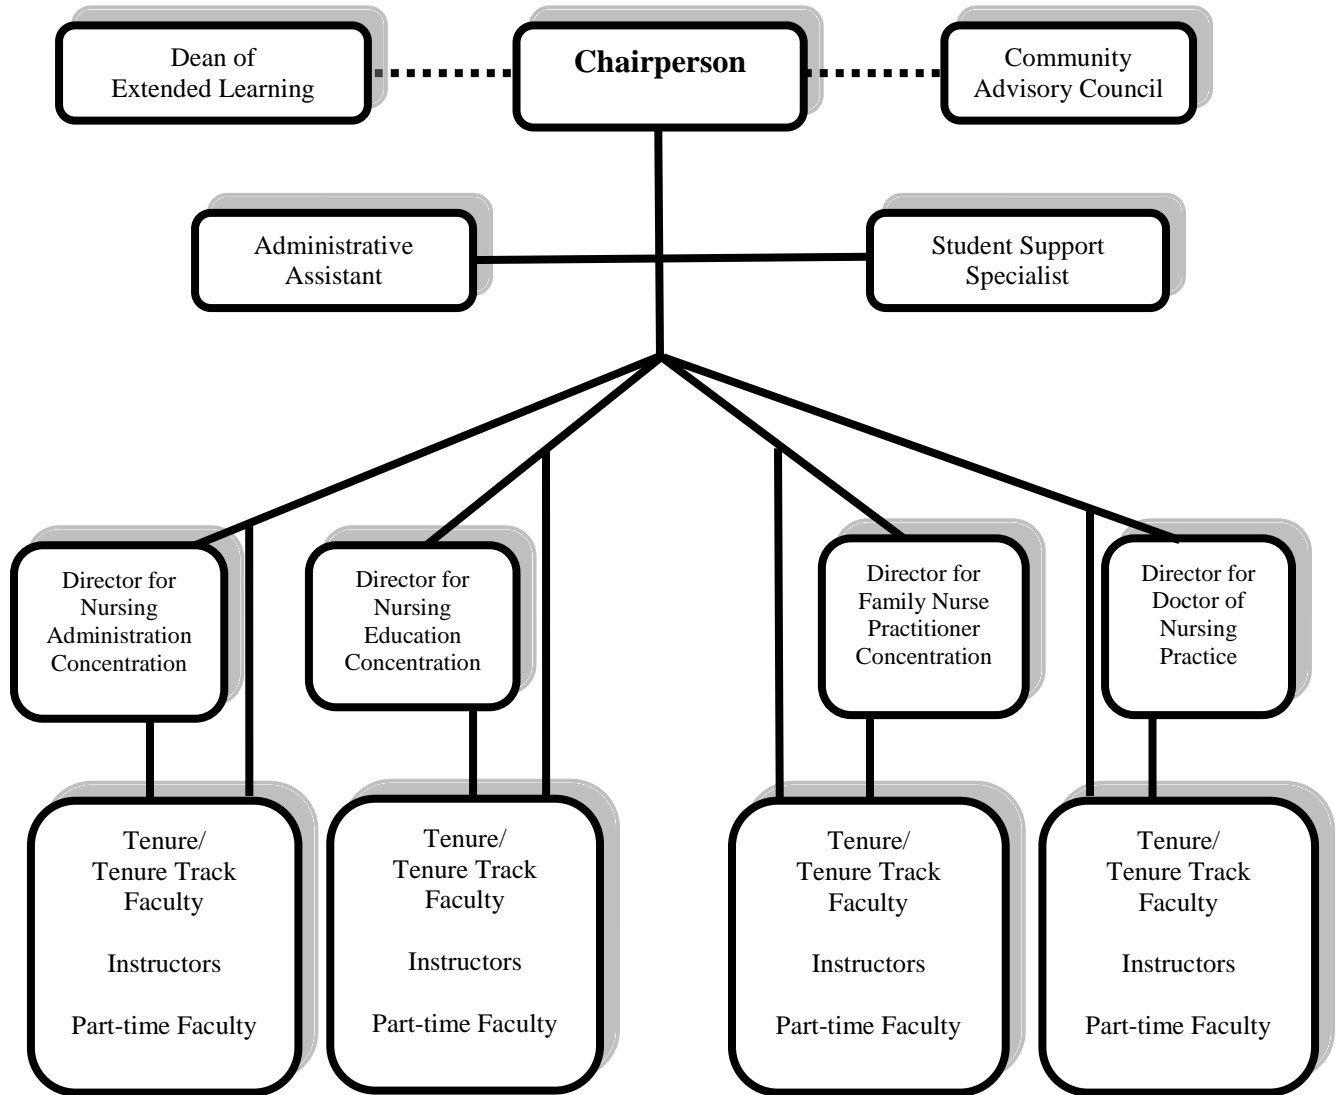 Dean of
Extended Learning
Chairperson
Community
Advisory Council
Administrative
Assistant
Student Support
Specialist
Director for
Nursing
Administration
Concentration
Director for
Nursing
Education
Concentration
Director for
Family Nurse
Practitioner
Concentration
Director for
Doctor of
Nursing
Practice
Tenure/
Tenure Track
Faculty
Instructors
Part-time Faculty
Tenure/
Tenure Track
Faculty
Instructors
Part-time Faculty
Tenure/
Tenure Track
Faculty
Instructors
Part-time Faculty
Tenure/
Tenure Track
Faculty
Instructors
Part-time Faculty